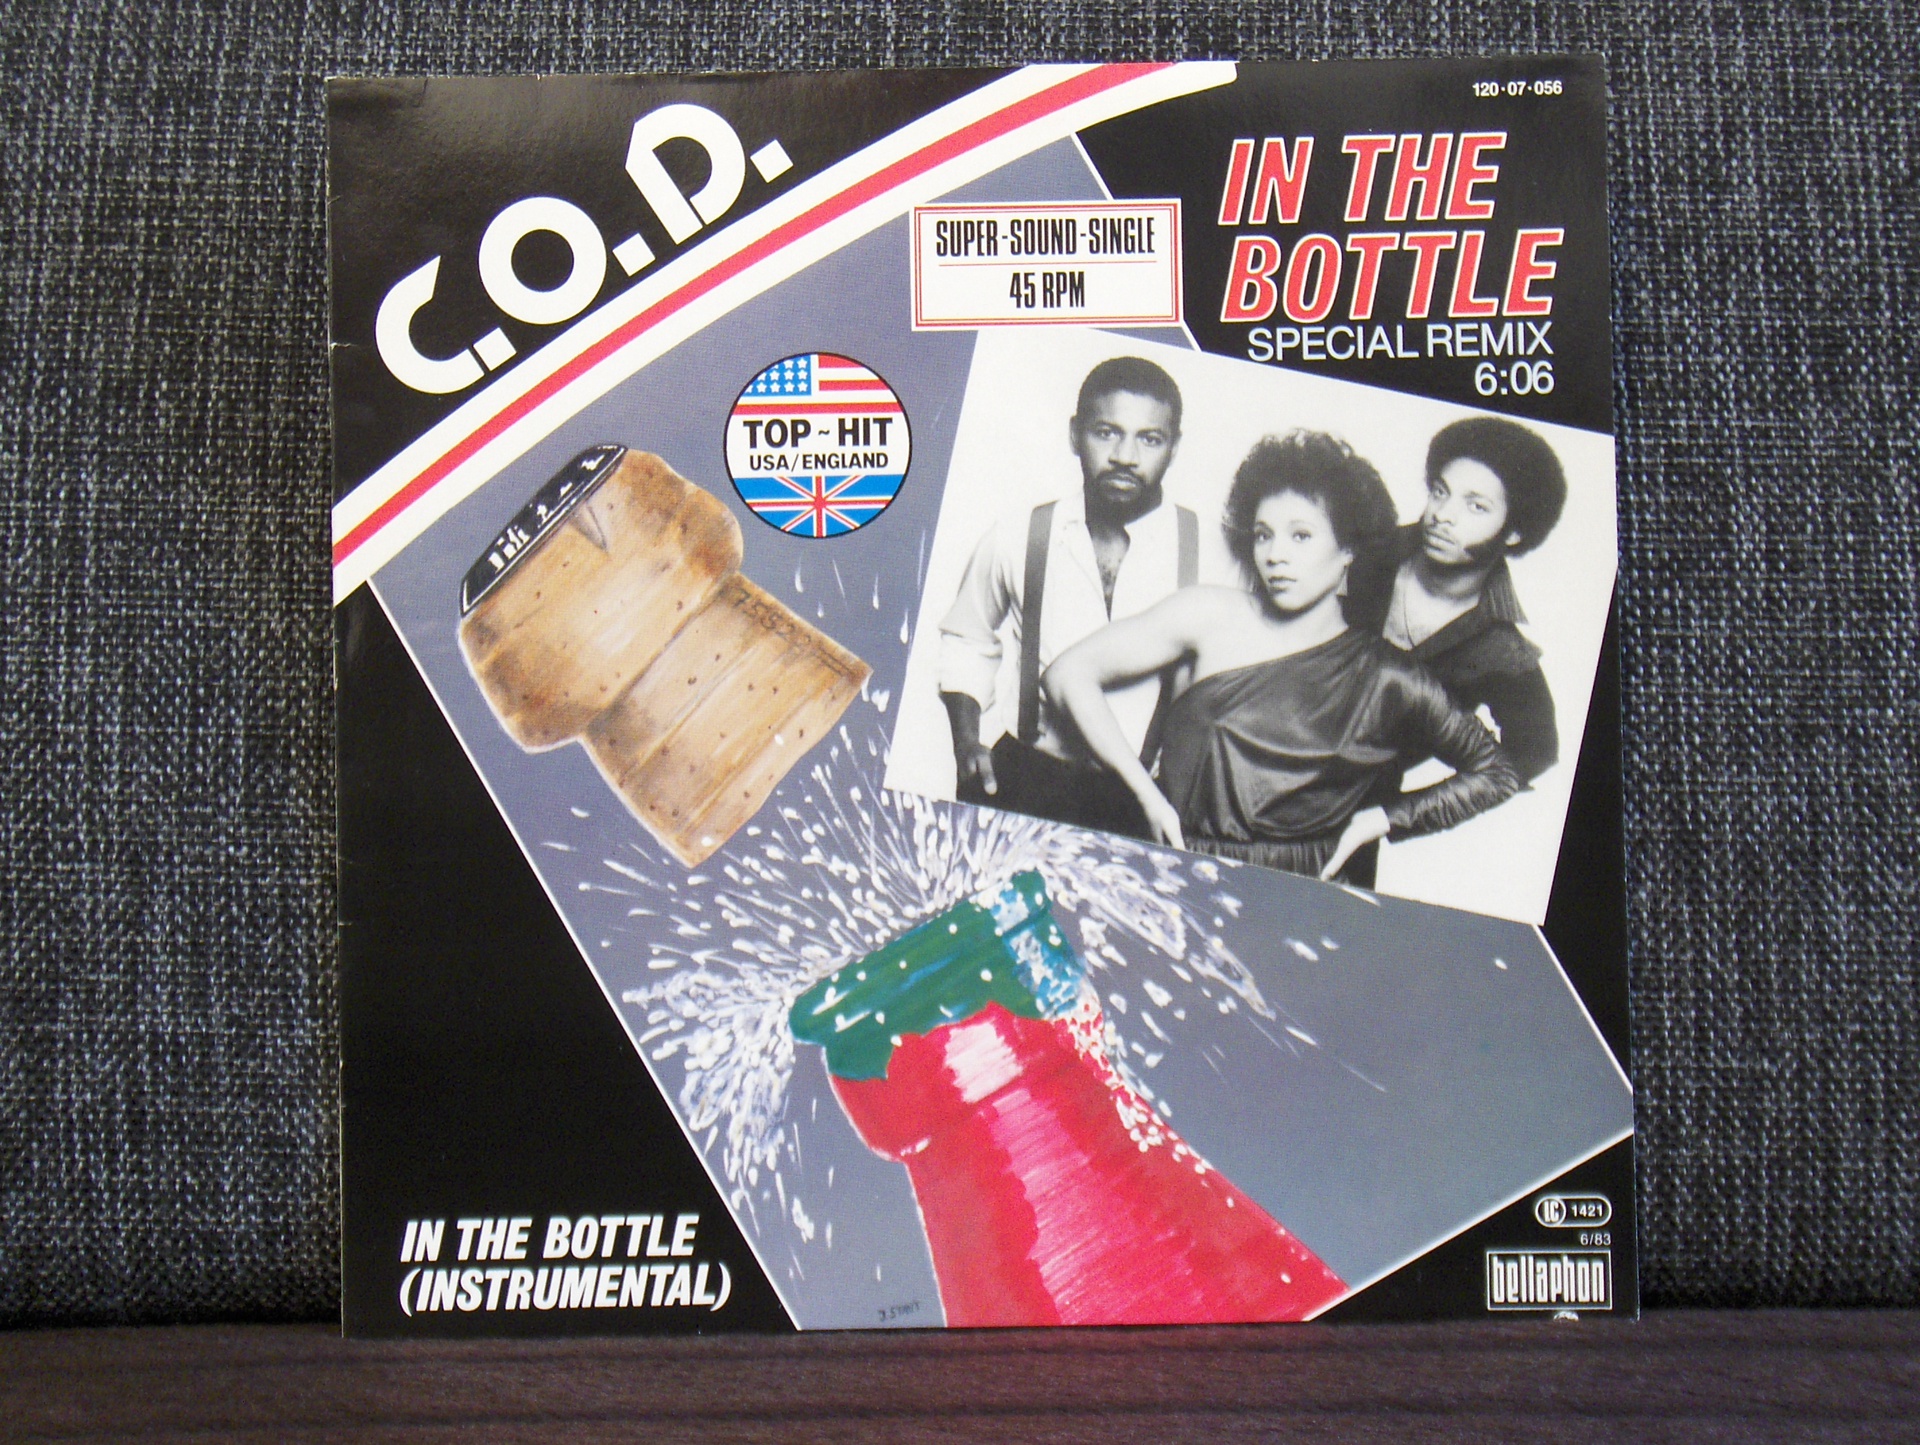 C.O.D.
120·07·056
IN THE
BOTTLE
SPECIAL REMIX
6:06
SUPER-SOUND-SINGLE
45 RPM
TOP ~ HIT
USA/ENGLAND
IN THE BOTTLE
(INSTRUMENTAL)
LC 1421
6/83
bellaphon